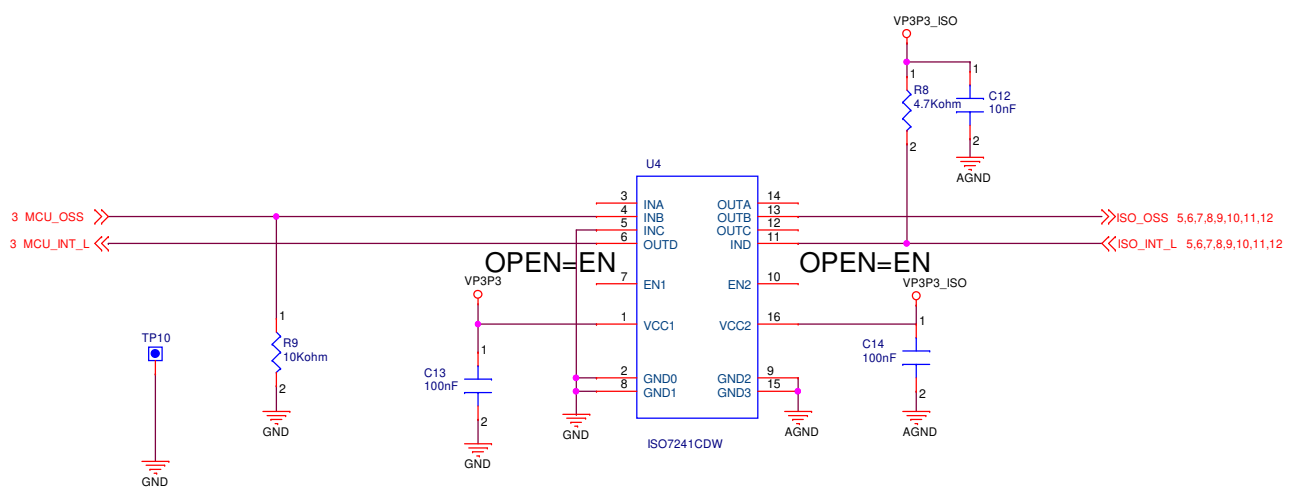 VP3P3_ISO
1
1
R8
4.7Kohm
C12
10nF
2
2
AGND
U4
3 INA OUTA 14
3 MCU_OSS 4 INB OUTB 13 ISO_OSS 5,6,7,8,9,10,11,12
5 INC OUTC 12
3 MCU_INT_L 6 OUTD IND 11 ISO_INT_L 5,6,7,8,9,10,11,12
OPEN=EN OPEN=EN
7 EN1 EN2 10
VP3P3 VP3P3_ISO
1 VCC1 VCC2 16
1
1
TP10
R9
10Kohm
2
GND
1
C13
100nF
2
GND
C14
100nF
2
AGND
2 GND0 GND2 9
8 GND1 GND3 15
GND AGND
ISO7241CDW
GND